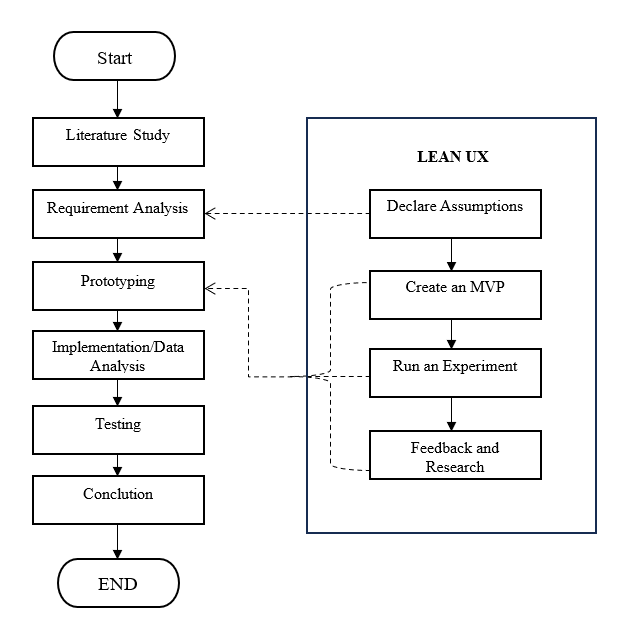 Start
Literature Study
Requirement Analysis
Prototyping
Implementation/Data
Analysis
Testing
Conclution
END
LEAN UX
Declare Assumptions
Create an MVP
Run an Experiment
Feedback and
Research